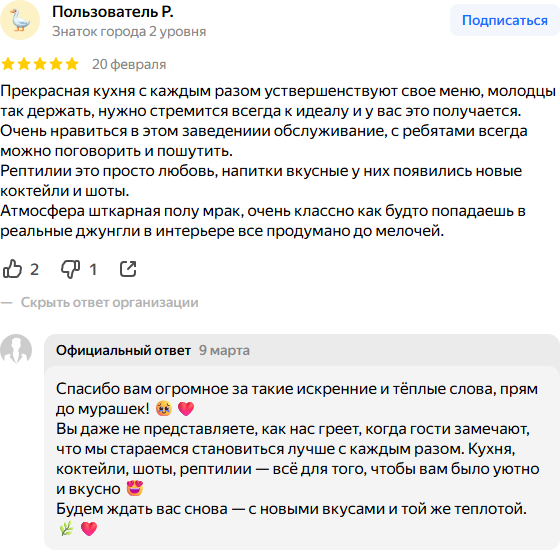 Пользователь Р.
Знаток города 2 уровня
Подписаться
20 февраля
Прекрасная кухня с каждым разом уствершенствуют свое меню, молодцы
так держать, нужно стремится всегда к идеалу и у вас это получается.
Очень нравиться в этом заведениии обслуживание, с ребятами всегда
можно поговорить и пошутить.
Рептилии это просто любовь, напитки вкусные у них появились новые
коктейли и шоты.
Атмосфера шткарная полу мрак, очень классно как будто попадаешь в
реальные джунгли в интерьере все продумано до мелочей.
2 1
— Скрыть ответ организации
Официальный ответ 9 марта
Спасибо вам огромное за такие искренние и тёплые слова, прям
до мурашек! 🥹 ❤️
Вы даже не представляете, как нас греет, когда гости замечают,
что мы стараемся становиться лучше с каждым разом. Кухня,
коктейли, шоты, рептилии — всё для того, чтобы вам было уютно
и вкусно 😍
Будем ждать вас снова — с новыми вкусами и той же теплотой.
🌿 ❤️